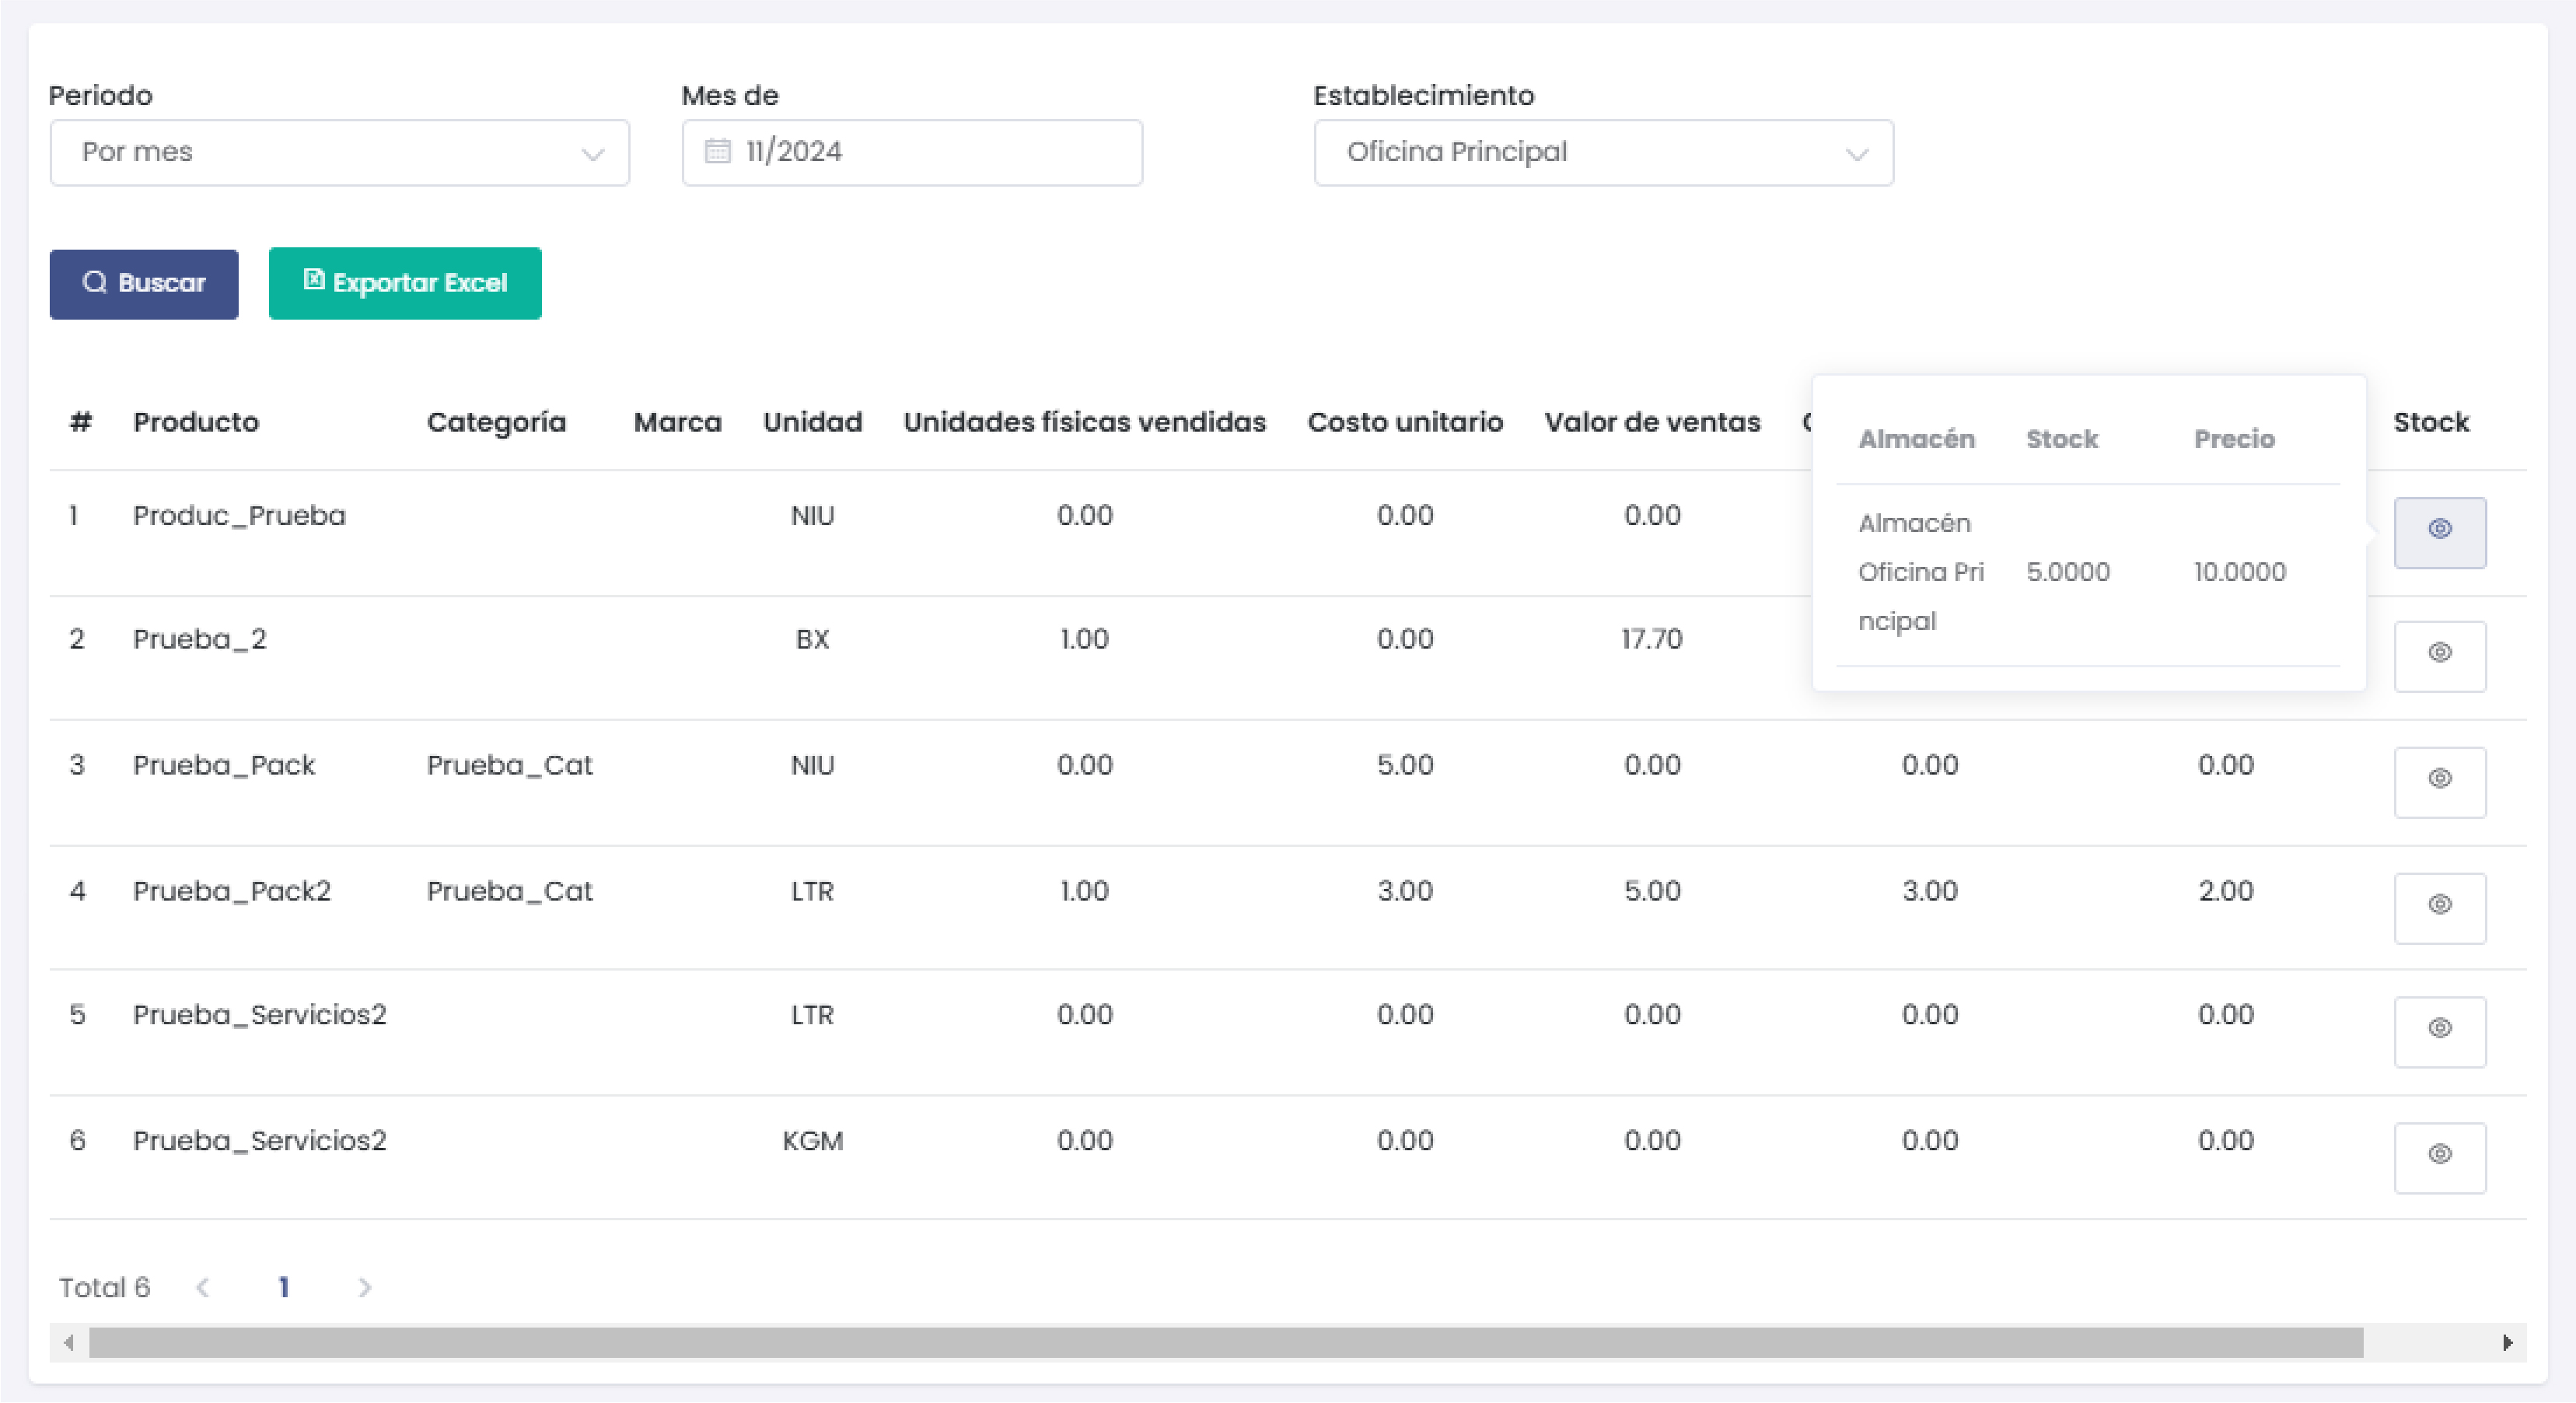 Periodo
Mes de
Establecimiento
Por mes
11/2024
Oficina Principal
Buscar
Exportar Excel
# Producto Categoría Marca Unidad Unidades físicas vendidas Costo unitario Valor de ventas Stock
1 Produc_Prueba NIU 0.00 0.00 0.00
2 Prueba_2 BX 1.00 0.00 17.70
3 Prueba_Pack Prueba_Cat NIU 0.00 5.00 0.00 0.00 0.00
4 Prueba_Pack2 Prueba_Cat LTR 1.00 3.00 5.00 3.00 2.00
5 Prueba_Servicios2 LTR 0.00 0.00 0.00 0.00 0.00
6 Prueba_Servicios2 KGM 0.00 0.00 0.00 0.00 0.00
Almacén Stock Precio
Almacén
Oficina Pri 5.0000 10.0000
ncipal
Total 6 1